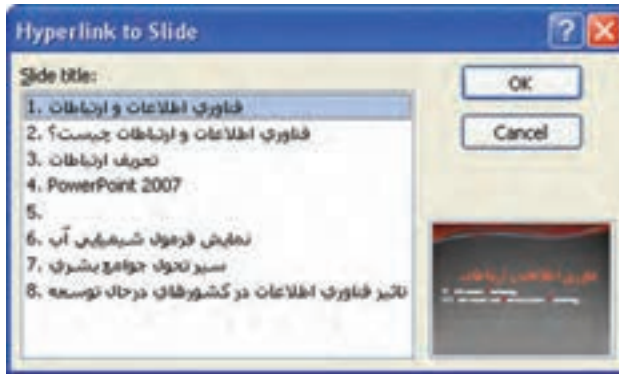 Hyperlink to Slide
Slide title:
1. فناوری اطلاعات و ارتباطات
2. فناوری اطلاعات و ارتباطات چیست؟
3. تعریف ارتباطات
4. PowerPoint 2007
5.
6. نمایش فرمول شیمیایی آب
7. سیر تحول جوامع بشری
8. تاثیر فناوری اطلاعات در کشورهای درحال توسعه
OK
Cancel